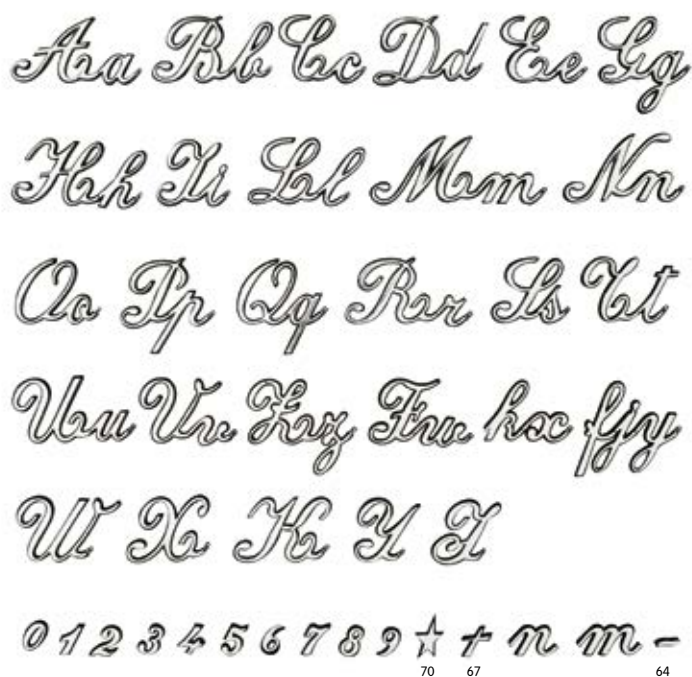 Aa Bb Cc Dd Ee Gg
Hh Ii Ll Mm Nn
Oo Pp Qq Rr Ss Tt
Uu Vv Zz Fw kx fjy
W X K Y J
0 1 2 3 4 5 6 7 8 9 ☆ + n m -
70 67 64